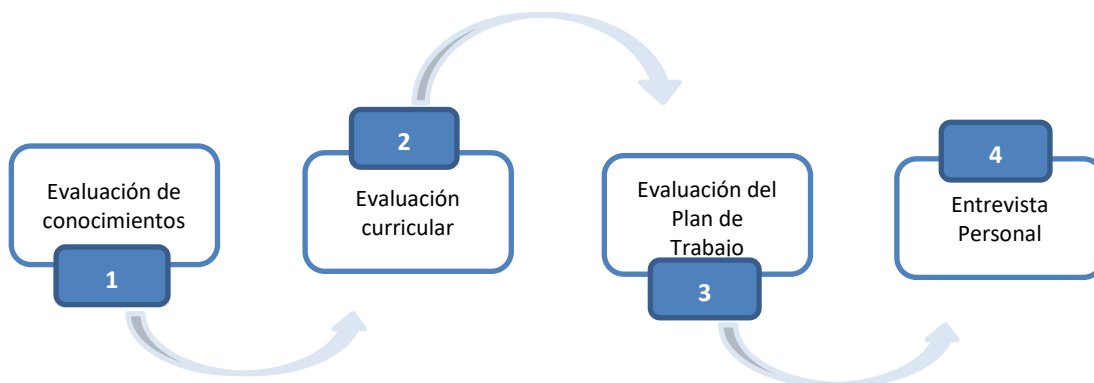 Evaluación de
conocimientos
1
2
Evaluación
curricular
Evaluación del
Plan de
Trabajo
3
4
Entrevista
Personal